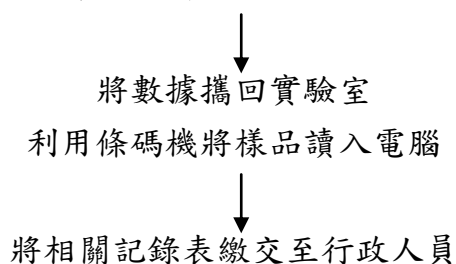 將數據攜回實驗室
利用條碼機將樣品讀入電腦
將相關記錄表繳交至行政人員